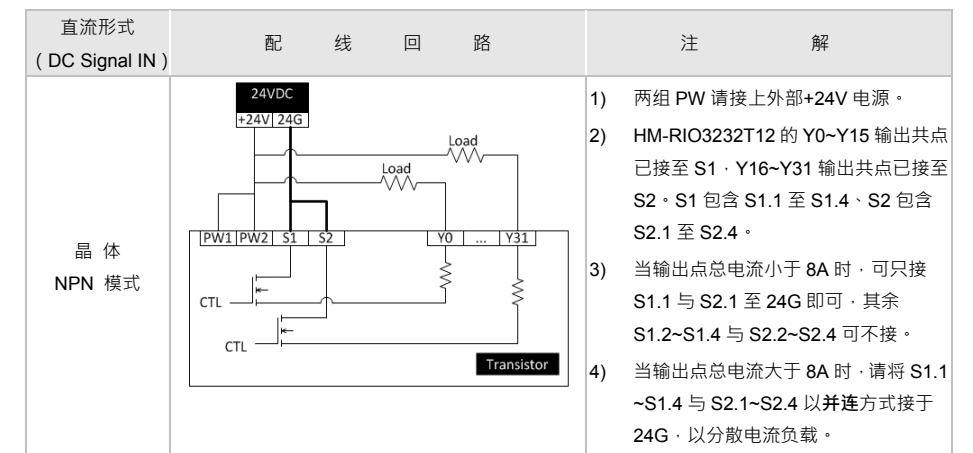 直流形式
（DC Signal IN）
配 线 回 路
注 解
晶 体
NPN 模式
24VDC
+24V 24G
Load
Load
PW1 PW2 S1 S2 Y0 ... Y31
CTL
CTL
Transistor
1) 两组 PW 请接上外部+24V 电源。
2) HM-RIO3232T12 的 Y0~Y15 输出共点
已接至 S1，Y16~Y31 输出共点已接至
S2。S1 包含 S1.1 至 S1.4、S2 包含
S2.1 至 S2.4。
3) 当输出点总电流小于 8A 时，可只接
S1.1 与 S2.1 至 24G 即可，其余
S1.2~S1.4 与 S2.2~S2.4 可不接。
4) 当输出点总电流大于 8A 时，请将 S1.1
~S1.4 与 S2.1~S2.4 以并连方式接于
24G，以分散电流负载。